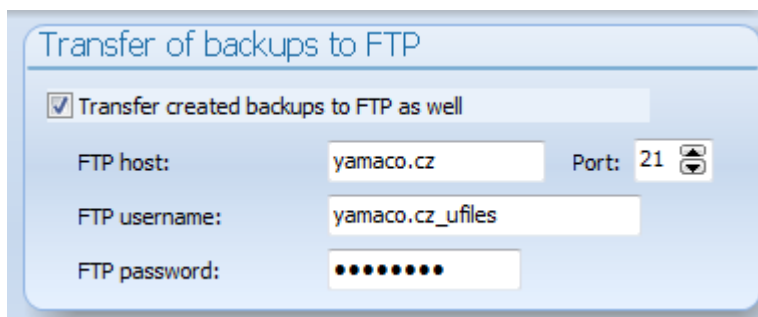 Transfer of backups to FTP
Transfer created backups to FTP as well
FTP host: yamaco.cz Port: 21
FTP username: yamaco.cz_ufiles
FTP password: ••••••••